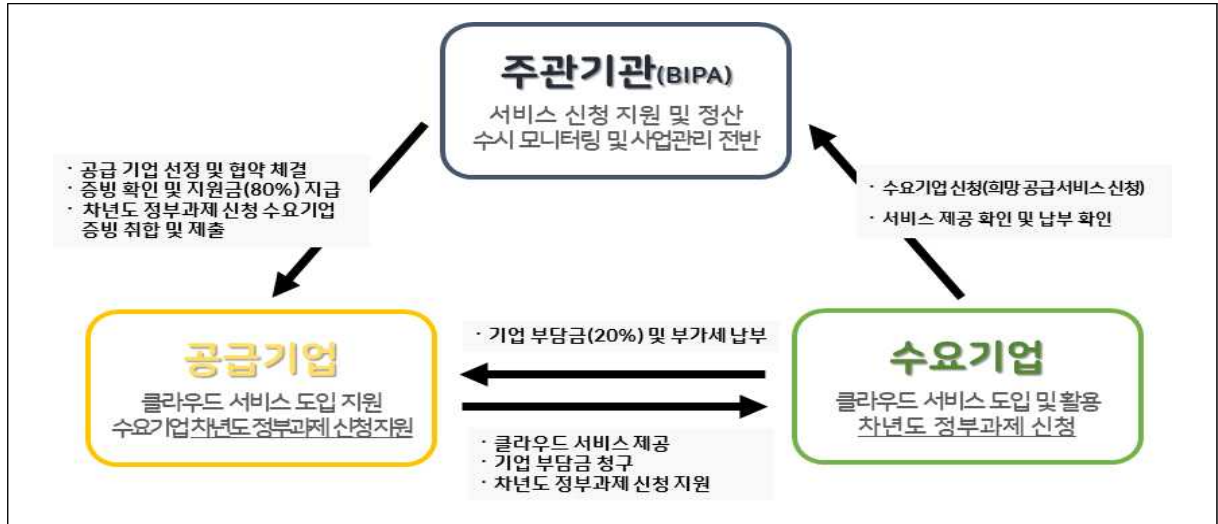 주관기관(BIPA)
서비스 신청 지원 및 정산
수시 모니터링 및 사업관리 전반
· 공급 기업 선정 및 협약 체결
· 증빙 확인 및 지원금(80%) 지급
· 차년도 정부과제 신청 수요기업
증빙 취합 및 제출
· 수요기업 신청(희망 공급서비스 신청)
· 서비스 제공 확인 및 납부 확인
공급기업
클라우드 서비스 도입 지원
수요기업 차년도 정부과제 신청지원
· 기업 부담금(20%) 및 부가세 납부
· 클라우드 서비스 제공
· 기업 부담금 청구
· 차년도 정부과제 신청 지원
수요기업
클라우드 서비스 도입 및 활용
차년도 정부과제 신청